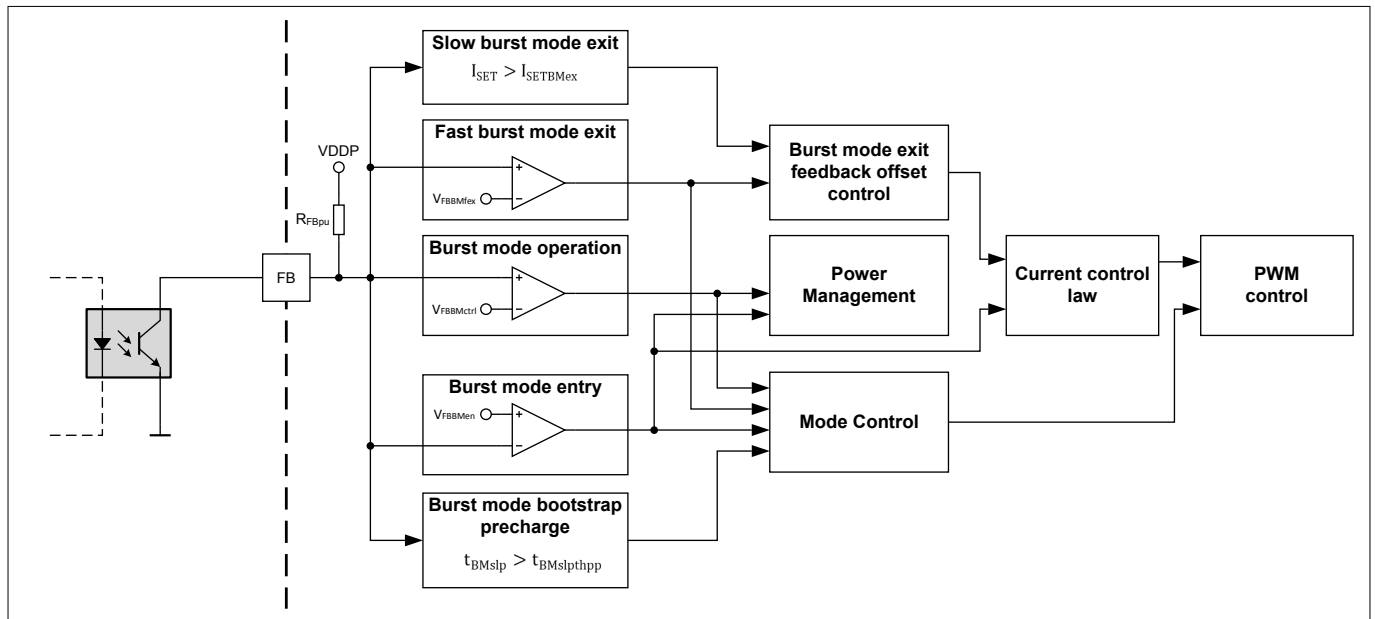 Slow burst mode exit
I_SET > I_SETBMex
Fast burst mode exit
V_FBBMfex
+
−
VDDP
R_FBpu
FB
Burst mode operation
V_FBBMctrl
+
−
Burst mode entry
V_FBBMen
+
−
Burst mode bootstrap
precharge
t_BMslp > t_BMslpthpp
Burst mode exit
feedback offset
control
Power
Management
Mode Control
Current control
law
PWM
control